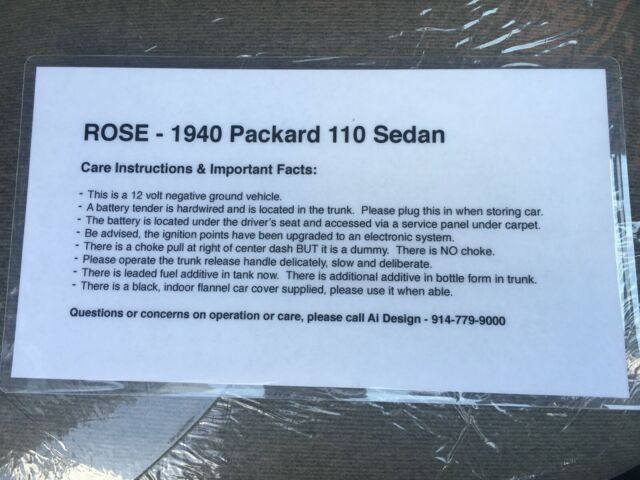 ROSE - 1940 Packard 110 Sedan
Care Instructions & Important Facts:
- This is a 12 volt negative ground vehicle.
- A battery tender is hardwired and is located in the trunk. Please plug this in when storing car.
- The battery is located under the driver's seat and accessed via a service panel under carpet.
- Be advised, the ignition points have been upgraded to an electronic system.
- There is a choke pull at right of center dash BUT it is a dummy. There is NO choke.
- Please operate the trunk release handle delicately, slow and deliberate.
- There is leaded fuel additive in tank now. There is additional additive in bottle form in trunk.
- There is a black, indoor flannel car cover supplied, please use it when able.
Questions or concerns on operation or care, please call Ai Design - 914-779-9000